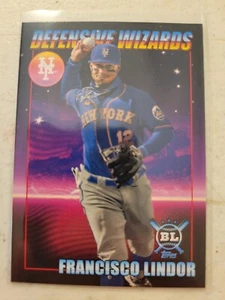 DEFENSIVE WIZARDS
NY
NEW YORK
12
BL
TOPPS
FRANCISCO LINDOR